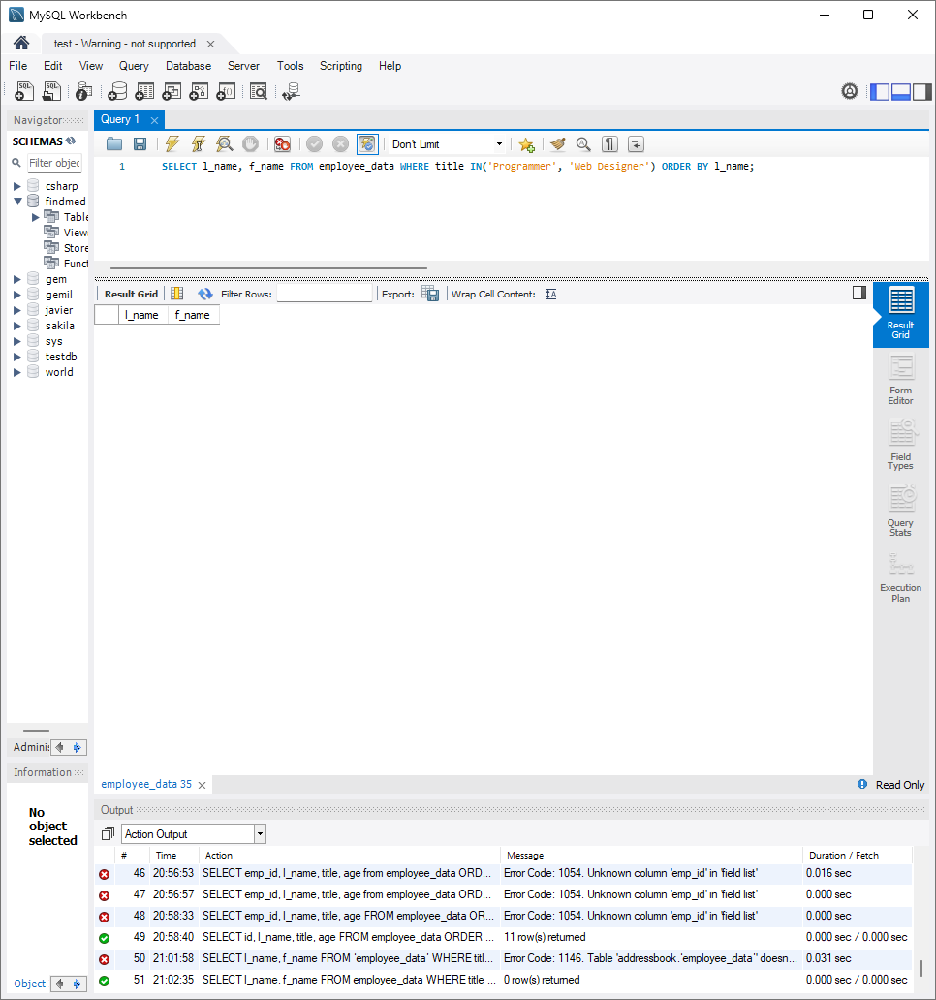 MySQL Workbench
test - Warning - not supported
File Edit View Query Database Server Tools Scripting Help
Navigator
SCHEMAS
Filter objec
csharp
findmed
Table
Views
Store
Funct
gem
gemil
javier
sakila
sys
testdb
world
Adminis
Information
No
object
selected
Object
Query 1
Don't Limit
1 SELECT l_name, f_name FROM employee_data WHERE title IN('Programmer', 'Web Designer') ORDER BY l_name;
Result Grid Filter Rows: Export: Wrap Cell Content:
l_name f_name
Result
Grid
Form
Editor
Field
Types
Query
Stats
Execution
Plan
employee_data 35
Read Only
Output
Action Output
# Time Action Message Duration / Fetch
46 20:56:53 SELECT emp_id, l_name, title, age from employee_data ORD... Error Code: 1054. Unknown column 'emp_id' in 'field list' 0.016 sec
47 20:56:57 SELECT emp_id, l_name, title, age from employee_data ORD... Error Code: 1054. Unknown column 'emp_id' in 'field list' 0.000 sec
48 20:58:33 SELECT emp_id, l_name, title, age FROM employee_data OR... Error Code: 1054. Unknown column 'emp_id' in 'field list' 0.000 sec
49 20:58:40 SELECT id, l_name, title, age FROM employee_data ORDER ... 11 row(s) returned 0.000 sec / 0.000 sec
50 21:01:58 SELECT l_name, f_name FROM 'employee_data' WHERE titl... Error Code: 1146. Table 'addressbook.'employee_data'' doesn... 0.031 sec
51 21:02:35 SELECT l_name, f_name FROM employee_data WHERE title ... 0 row(s) returned 0.000 sec / 0.000 sec